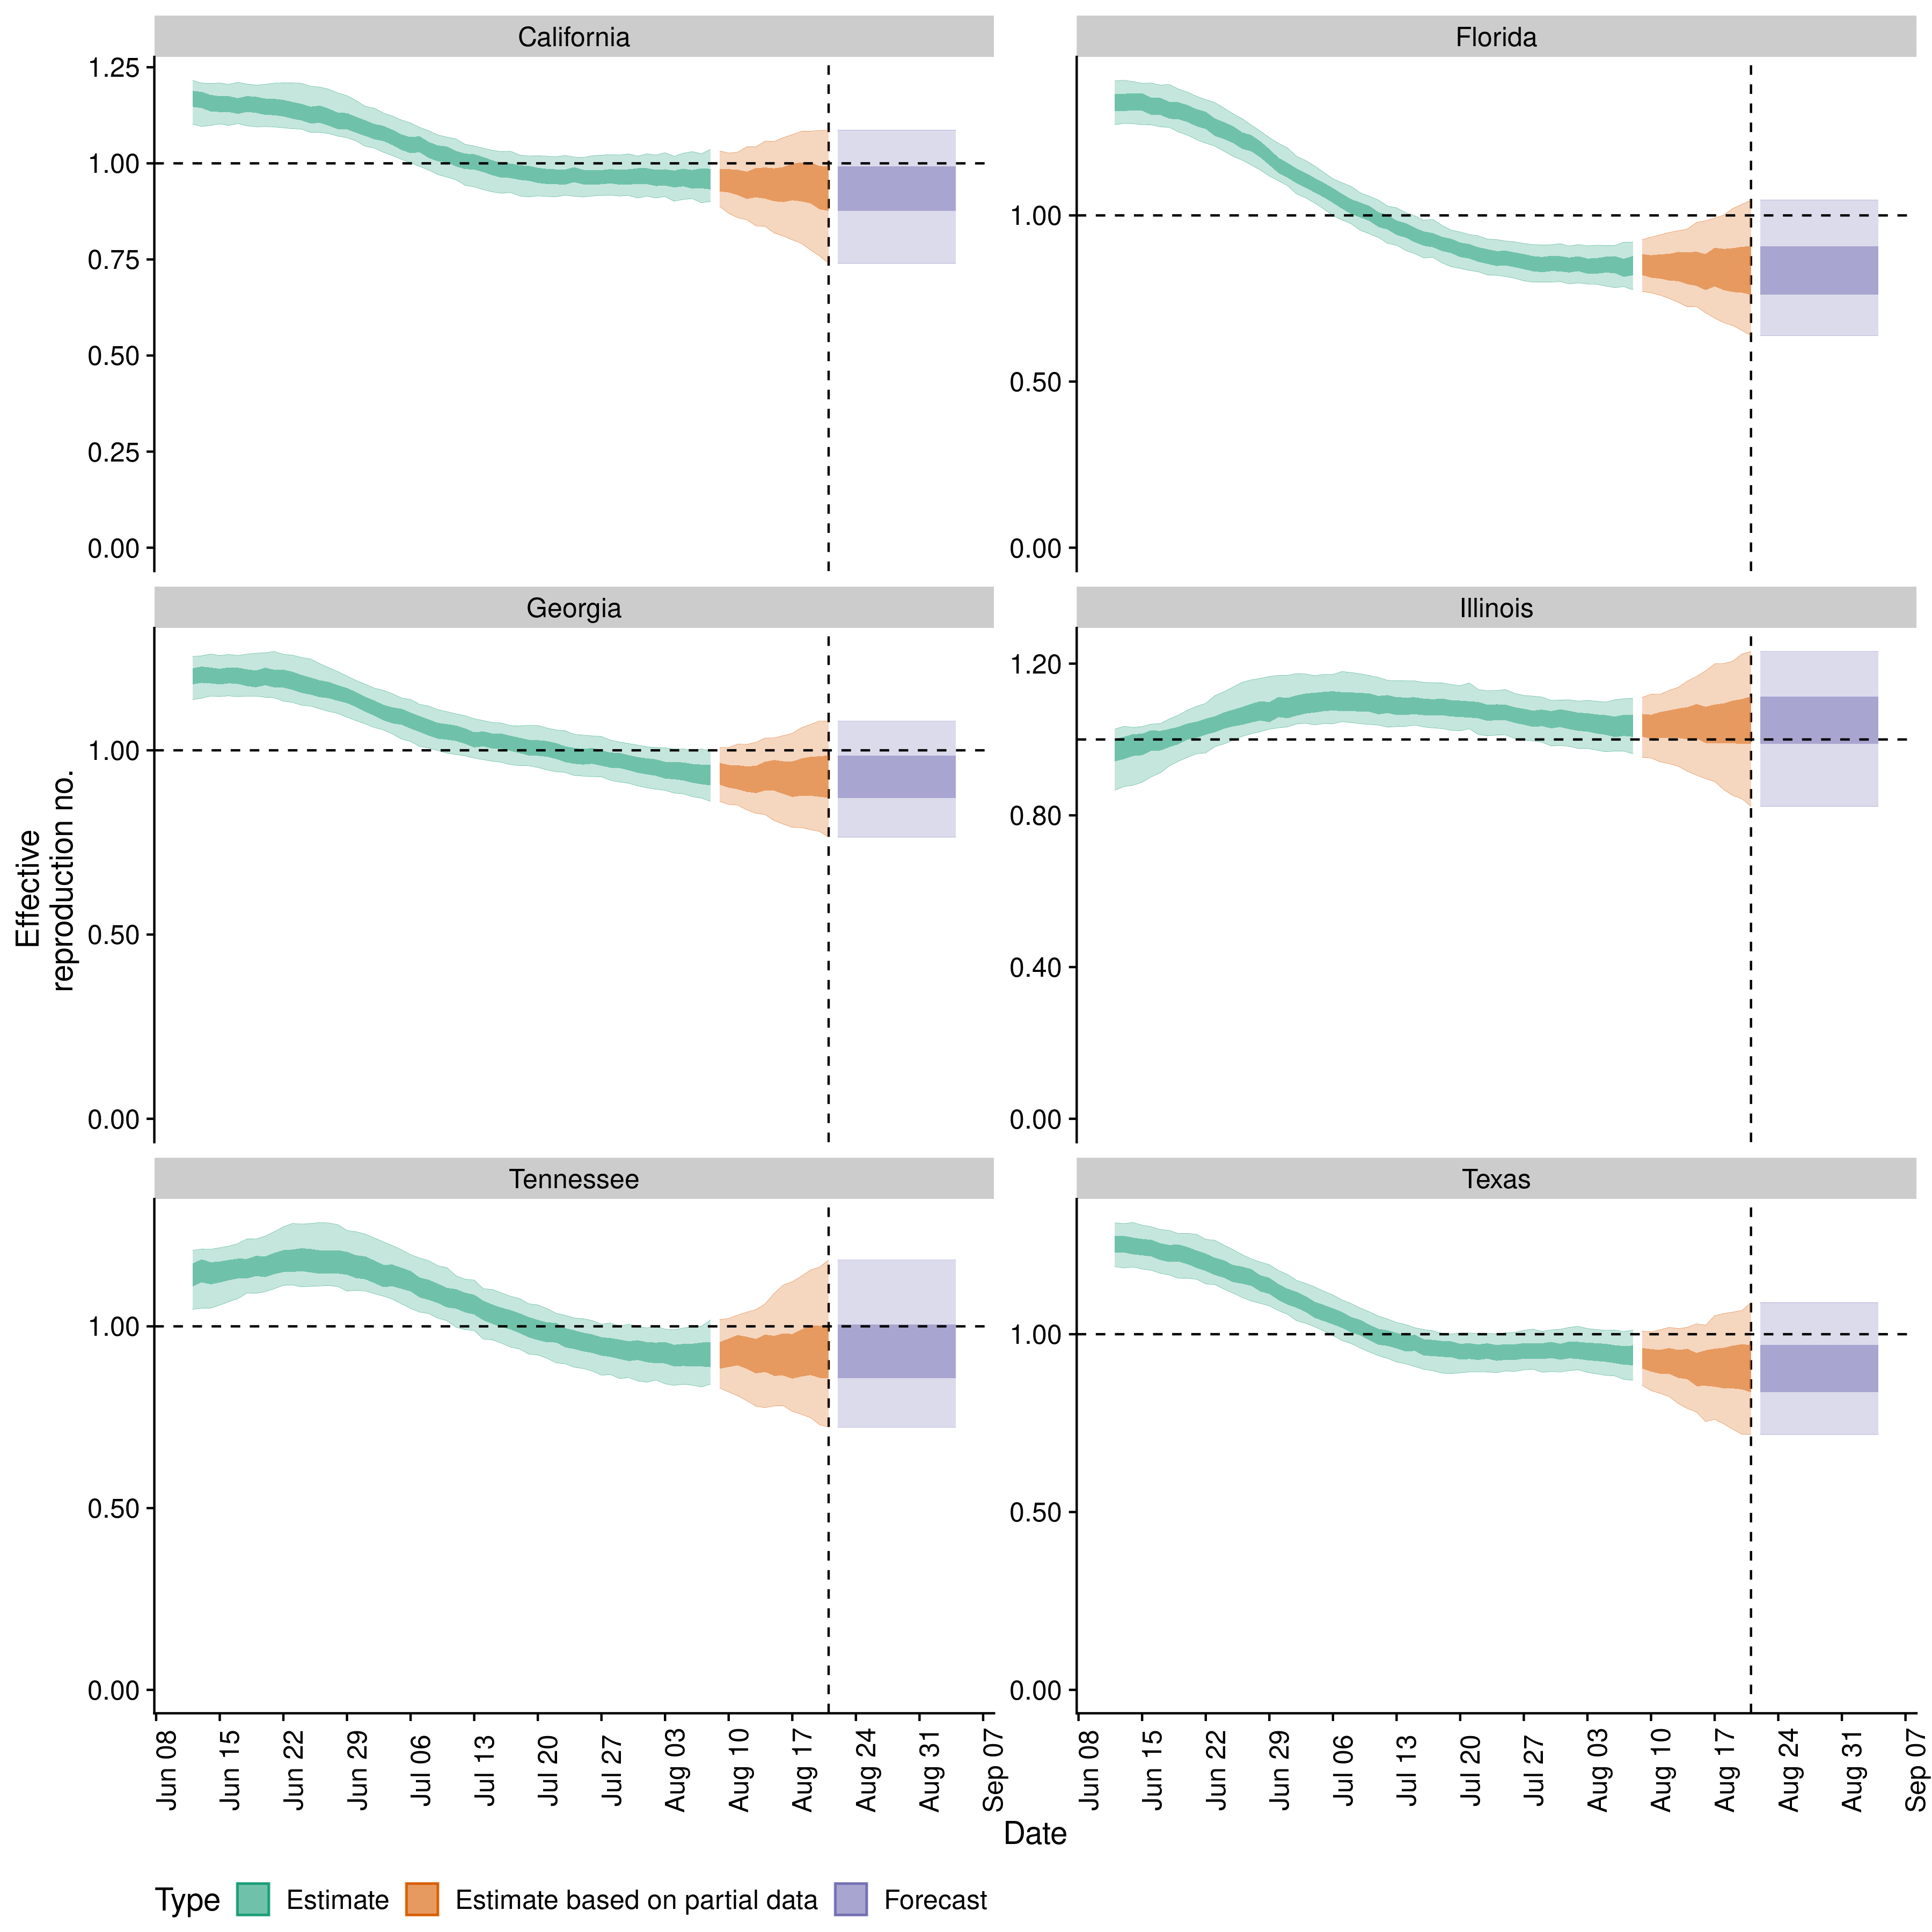 California
Florida
1.25
1.00
0.75
0.50
0.25
0.00
1.00
0.50
0.00
Georgia
Illinois
Effective
reproduction no.
1.00
0.50
0.00
1.20
0.80
0.40
0.00
Tennessee
Texas
1.00
0.50
0.00
1.00
0.50
0.00
Jun 08
Jun 15
Jun 22
Jun 29
Jul 06
Jul 13
Jul 20
Jul 27
Aug 03
Aug 10
Aug 17
Aug 24
Aug 31
Sep 07
Jun 08
Jun 15
Jun 22
Jun 29
Jul 06
Jul 13
Jul 20
Jul 27
Aug 03
Aug 10
Aug 17
Aug 24
Aug 31
Sep 07
Date
Type Estimate Estimate based on partial data Forecast